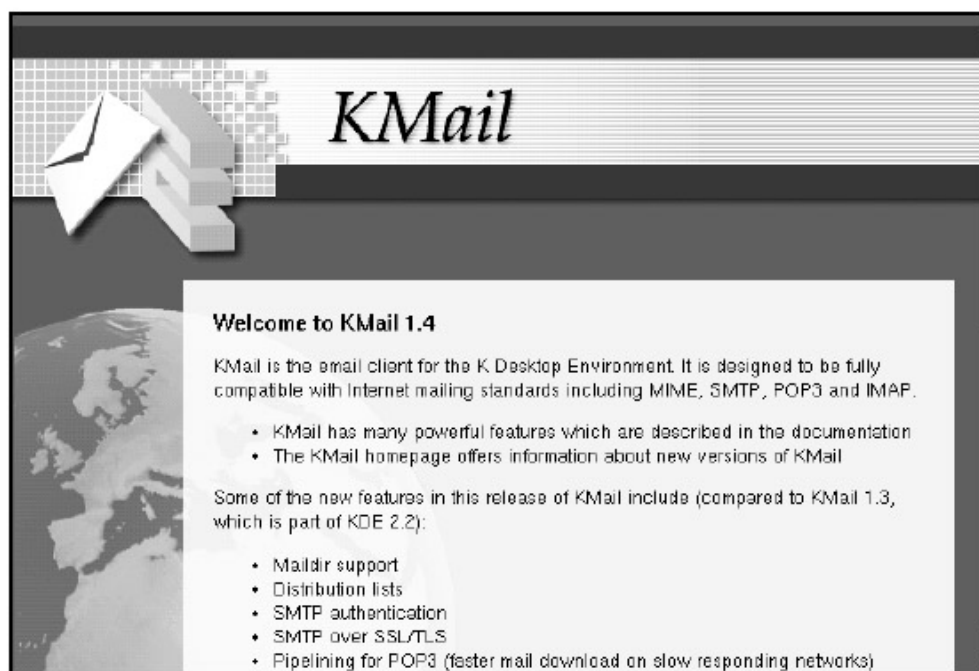 KMail
Welcome to KMail 1.4
KMail is the email client for the K Desktop Environment. It is designed to be fully
compatible with Internet mailing standards including MIME, SMTP, POP3 and IMAP.
• KMail has many powerful features which are described in the documentation
• The KMail homepage offers information about new versions of KMail
Some of the new features in this release of KMail include (compared to KMail 1.3,
which is part of KDE 2.2):
• Maildir support
• Distribution lists
• SMTP authentication
• SMTP over SSL/TLS
• Pipelining for POP3 (faster mail download on slow responding networks)